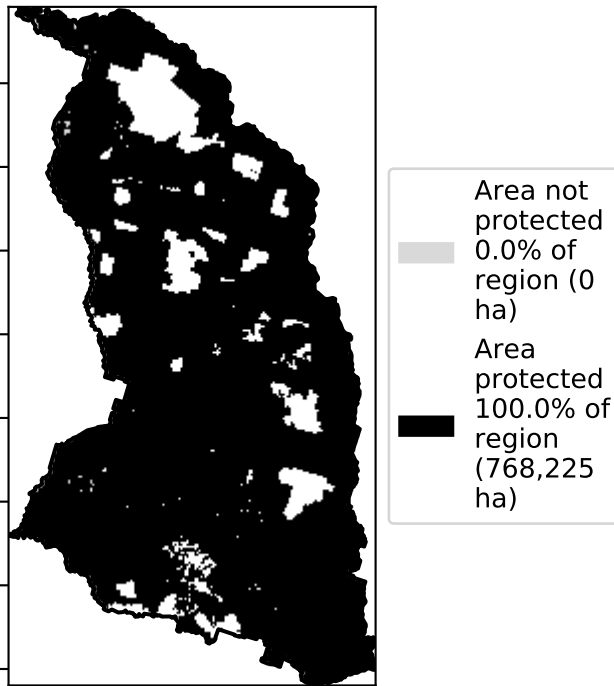 Area not
protected
0.0% of
region (0
ha)
Area
protected
100.0% of
region
(768,225
ha)